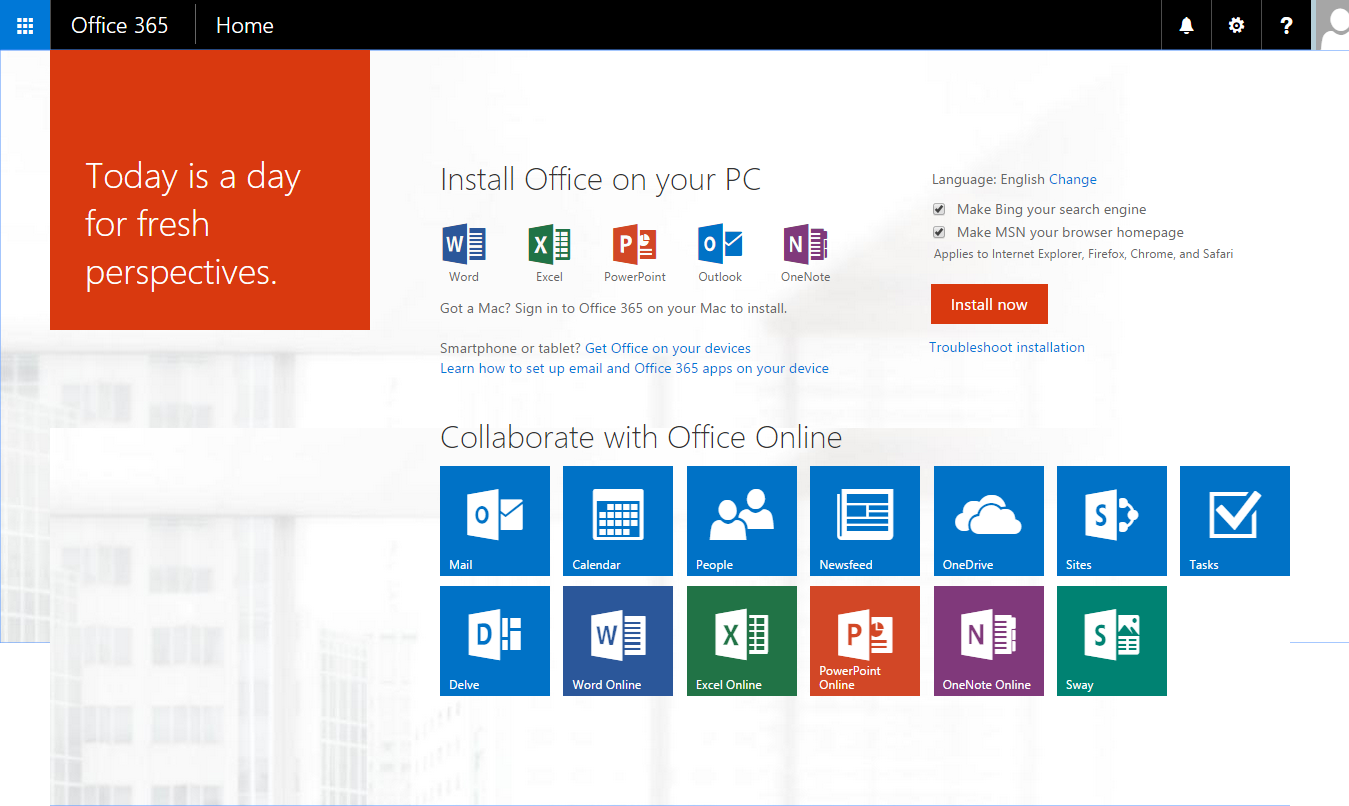 Office 365
Home
?
Today is a day
for fresh
perspectives.
Install Office on your PC
W
X
P
O
N
Word
Excel
PowerPoint
Outlook
OneNote
Got a Mac? Sign in to Office 365 on your Mac to install.
Smartphone or tablet? Get Office on your devices
Learn how to set up email and Office 365 apps on your device
Language: English Change
Make Bing your search engine
Make MSN your browser homepage
Applies to Internet Explorer, Firefox, Chrome, and Safari
Install now
Troubleshoot installation
Collaborate with Office Online
O
Mail
Calendar
People
Newsfeed
OneDrive
S
Sites
Tasks
D
Delve
W
Word Online
X
Excel Online
P
PowerPoint
Online
N
OneNote Online
S
Sway